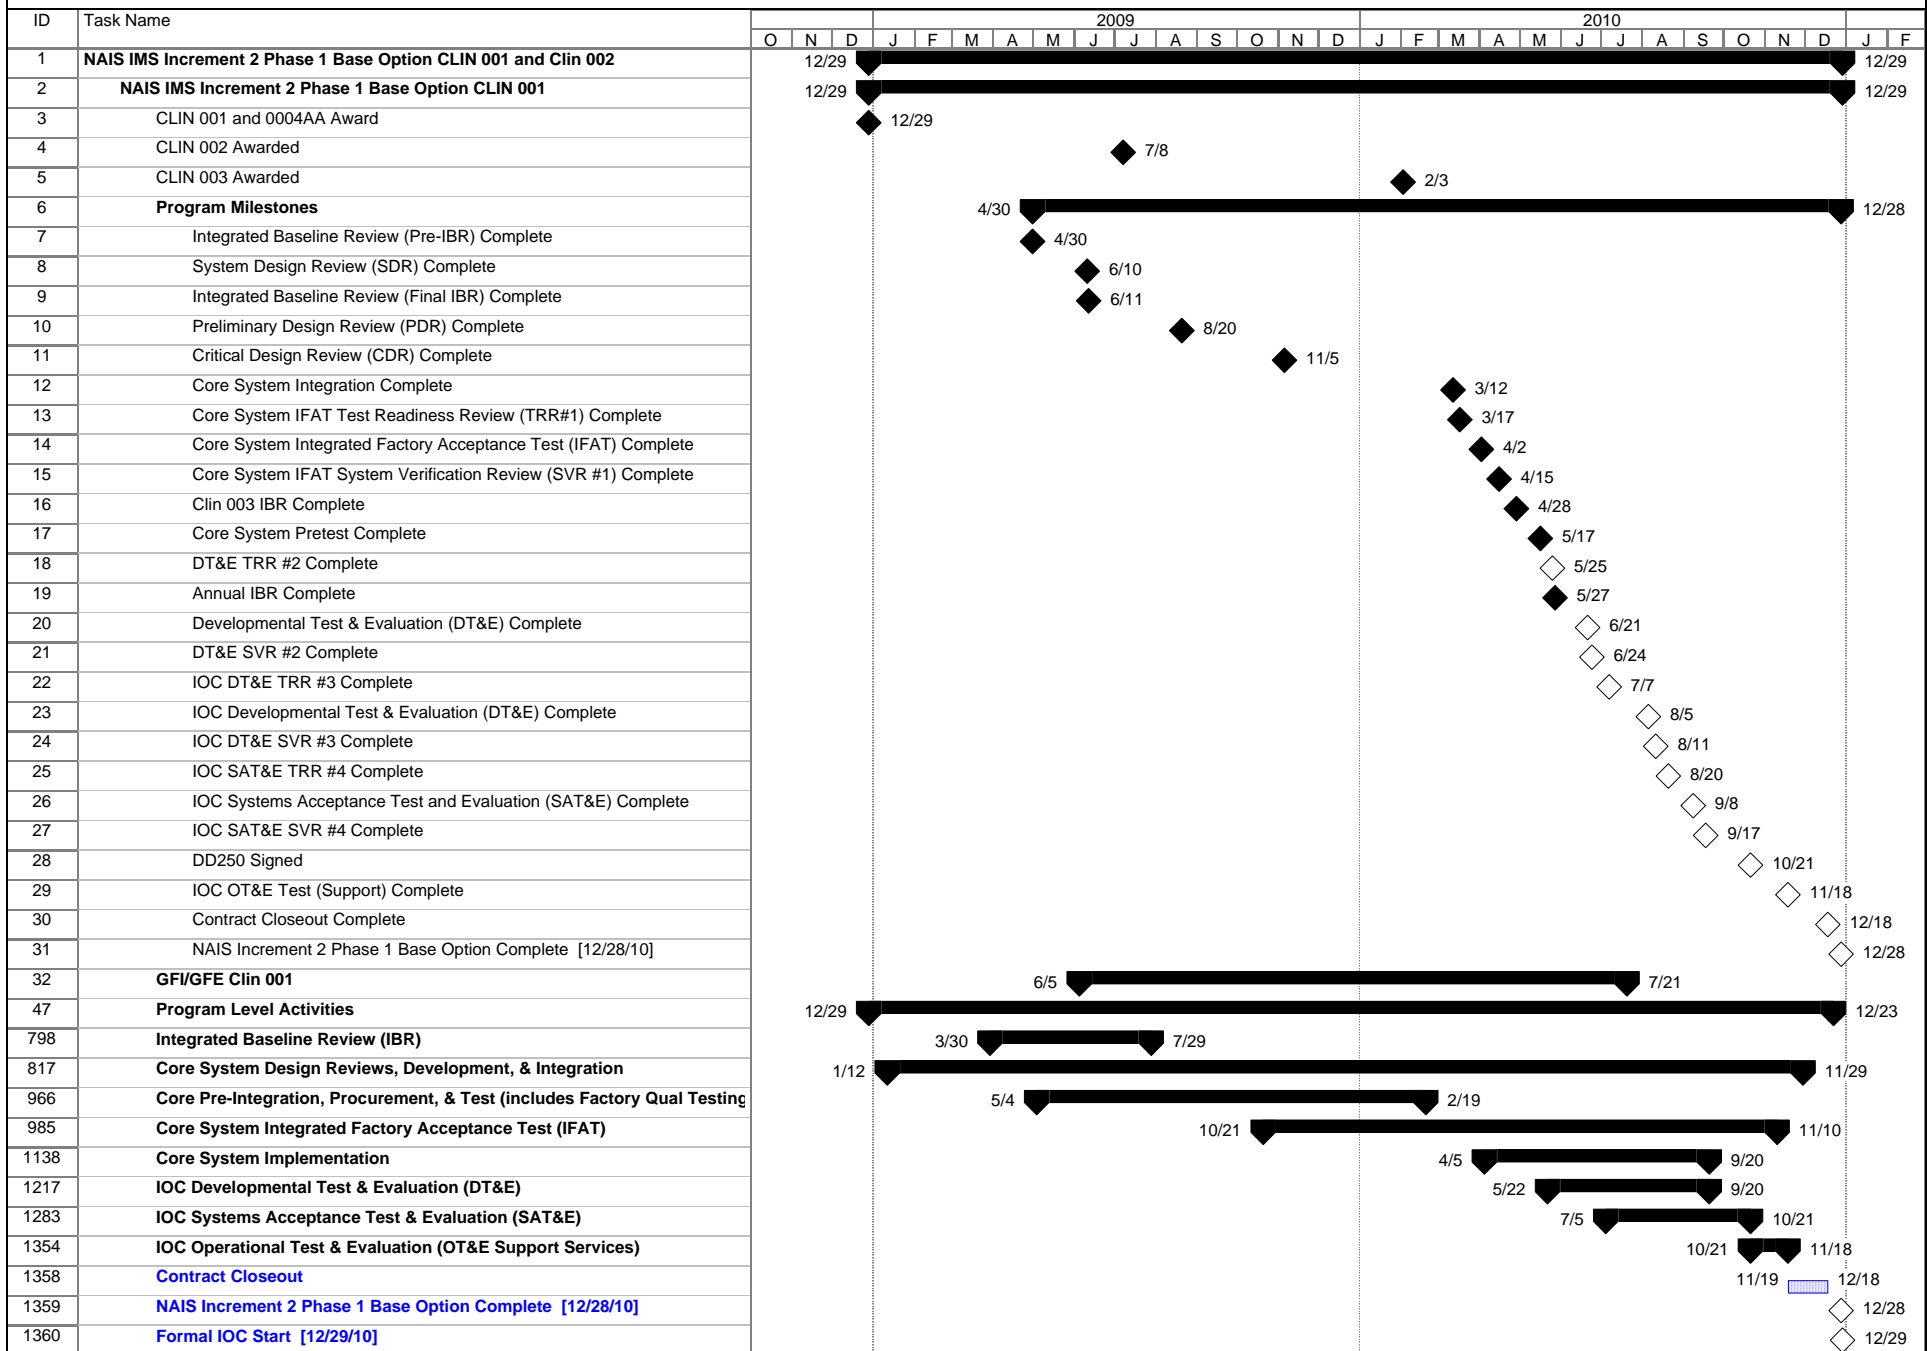 ID Task Name 2009 2010
O N D J F M A M J J A S O N D J F M A M J J A S O N D J F
1 NAIS IMS Increment 2 Phase 1 Base Option CLIN 001 and Clin 002 12/29 12/29
2 NAIS IMS Increment 2 Phase 1 Base Option CLIN 001 12/29 12/29
3 CLIN 001 and 0004AA Award 12/29
4 CLIN 002 Awarded 7/8
5 CLIN 003 Awarded 2/3
6 Program Milestones 4/30 12/28
7 Integrated Baseline Review (Pre-IBR) Complete 4/30
8 System Design Review (SDR) Complete 6/10
9 Integrated Baseline Review (Final IBR) Complete 6/11
10 Preliminary Design Review (PDR) Complete 8/20
11 Critical Design Review (CDR) Complete 11/5
12 Core System Integration Complete 3/12
13 Core System IFAT Test Readiness Review (TRR#1) Complete 3/17
14 Core System Integrated Factory Acceptance Test (IFAT) Complete 4/2
15 Core System IFAT System Verification Review (SVR #1) Complete 4/15
16 Clin 003 IBR Complete 4/28
17 Core System Pretest Complete 5/17
18 DT&E TRR #2 Complete 5/25
19 Annual IBR Complete 5/27
20 Developmental Test & Evaluation (DT&E) Complete 6/21
21 DT&E SVR #2 Complete 6/24
22 IOC DT&E TRR #3 Complete 7/7
23 IOC Developmental Test & Evaluation (DT&E) Complete 8/5
24 IOC DT&E SVR #3 Complete 8/11
25 IOC SAT&E TRR #4 Complete 8/20
26 IOC Systems Acceptance Test and Evaluation (SAT&E) Complete 9/8
27 IOC SAT&E SVR #4 Complete 9/17
28 DD250 Signed 10/21
29 IOC OT&E Test (Support) Complete 11/18
30 Contract Closeout Complete 12/18
31 NAIS Increment 2 Phase 1 Base Option Complete [12/28/10] 12/28
32 GFI/GFE Clin 001 6/5 7/21
47 Program Level Activities 12/29 12/23
798 Integrated Baseline Review (IBR) 3/30 7/29
817 Core System Design Reviews, Development, & Integration 1/12 11/29
966 Core Pre-Integration, Procurement, & Test (includes Factory Qual Testing 5/4 2/19
985 Core System Integrated Factory Acceptance Test (IFAT) 10/21 11/10
1138 Core System Implementation 4/5 9/20
1217 IOC Developmental Test & Evaluation (DT&E) 5/22 9/20
1283 IOC Systems Acceptance Test & Evaluation (SAT&E) 7/5 10/21
1354 IOC Operational Test & Evaluation (OT&E Support Services) 10/21 11/18
1358 Contract Closeout 11/19 12/18
1359 NAIS Increment 2 Phase 1 Base Option Complete [12/28/10] 12/28
1360 Formal IOC Start [12/29/10] 12/29